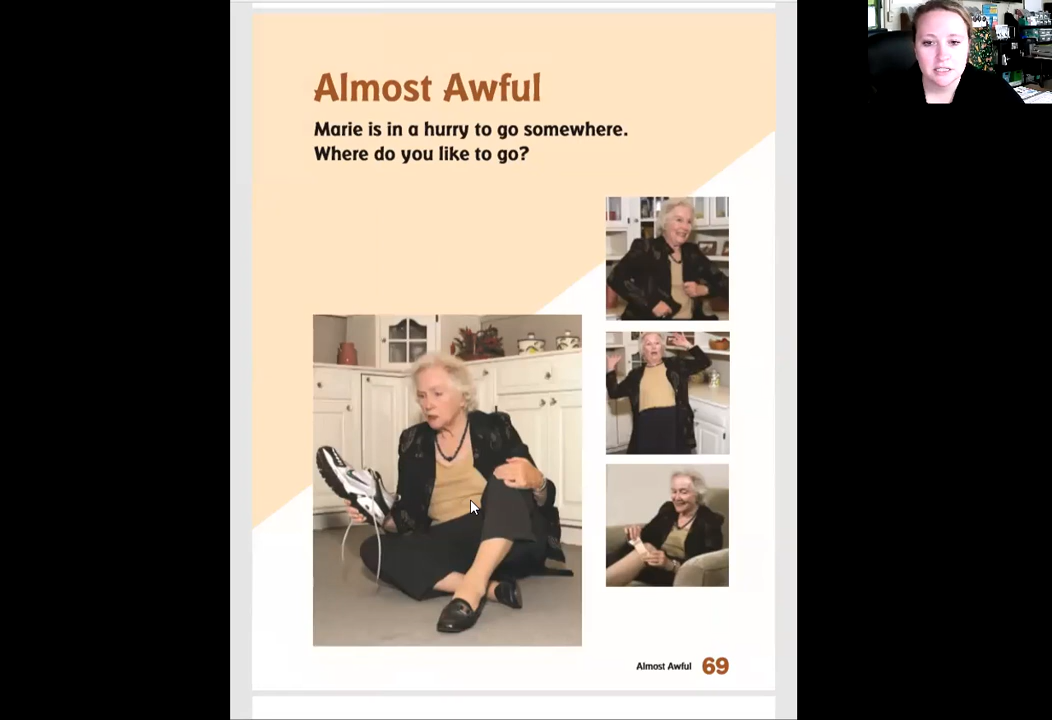 Almost Awful
Marie is in a hurry to go somewhere.
Where do you like to go?
Almost Awful 69